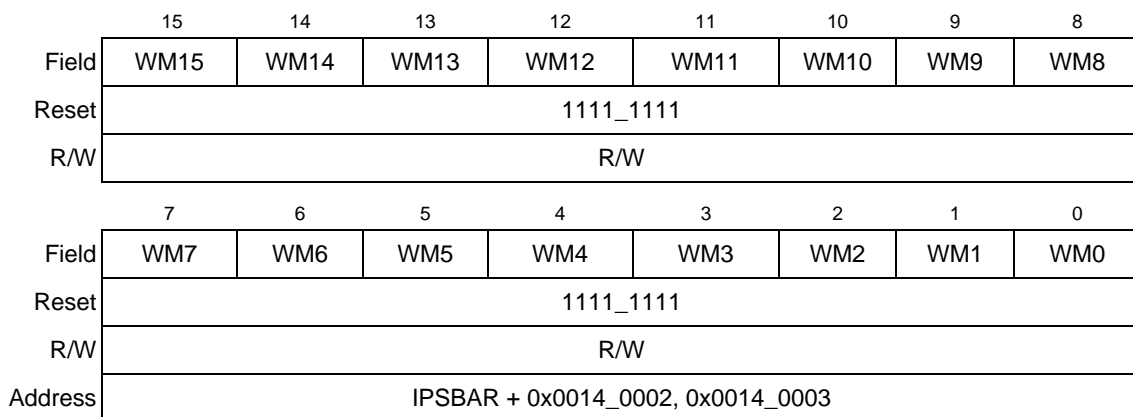 15 14 13 12 11 10 9 8
Field WM15 WM14 WM13 WM12 WM11 WM10 WM9 WM8
Reset 1111_1111
R/W R/W
7 6 5 4 3 2 1 0
Field WM7 WM6 WM5 WM4 WM3 WM2 WM1 WM0
Reset 1111_1111
R/W R/W
Address IPSBAR + 0x0014_0002, 0x0014_0003